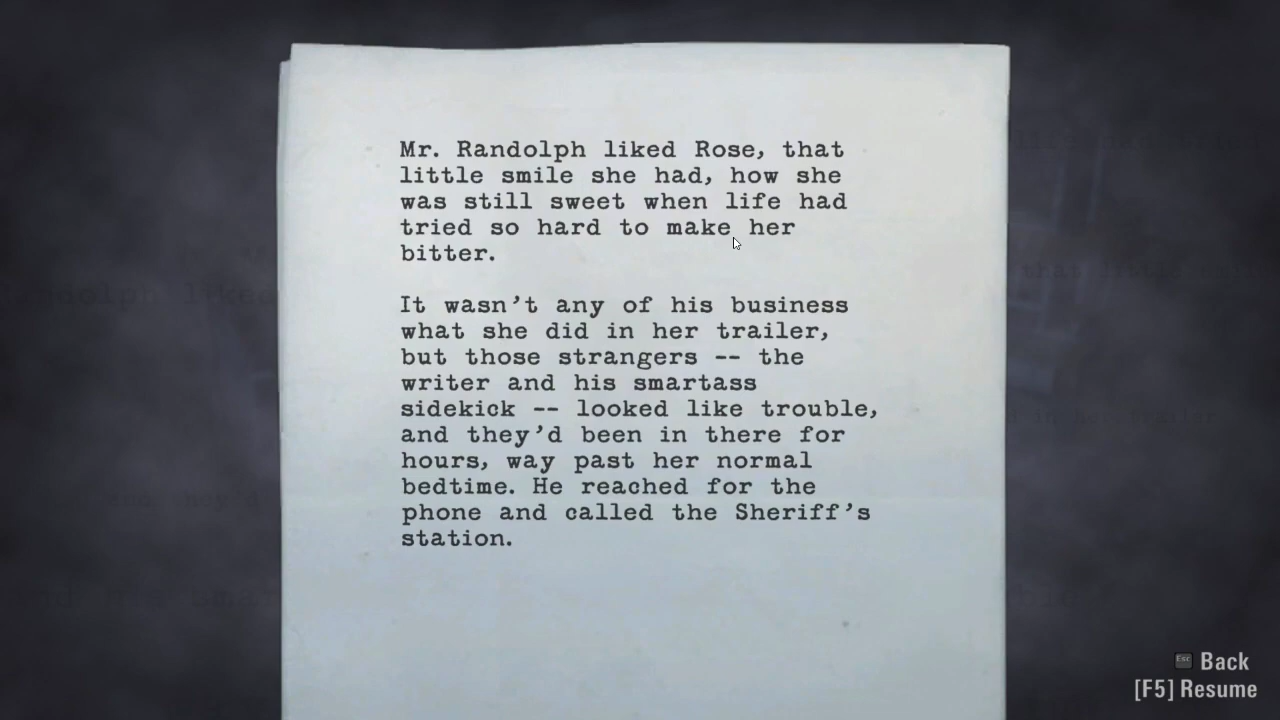 Mr. Randolph liked Rose, that
little smile she had, how she
was still sweet when life had
tried so hard to make her
bitter.
It wasn't any of his business
what she did in her trailer,
but those strangers -- the
writer and his smartass
sidekick -- looked like trouble,
and they'd been in there for
hours, way past her normal
bedtime. He reached for the
phone and called the Sheriff's
station.
Esc Back
[F5] Resume